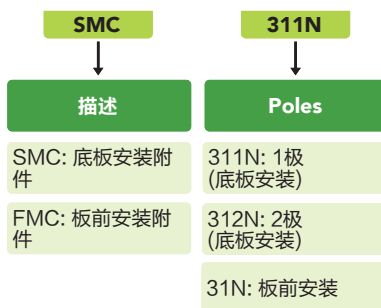 SMC
311N
描述
Poles
SMC: 底板安装附
件
311N: 1极
(底板安装)
FMC: 板前安装附
件
312N: 2极
(底板安装)
31N: 板前安装